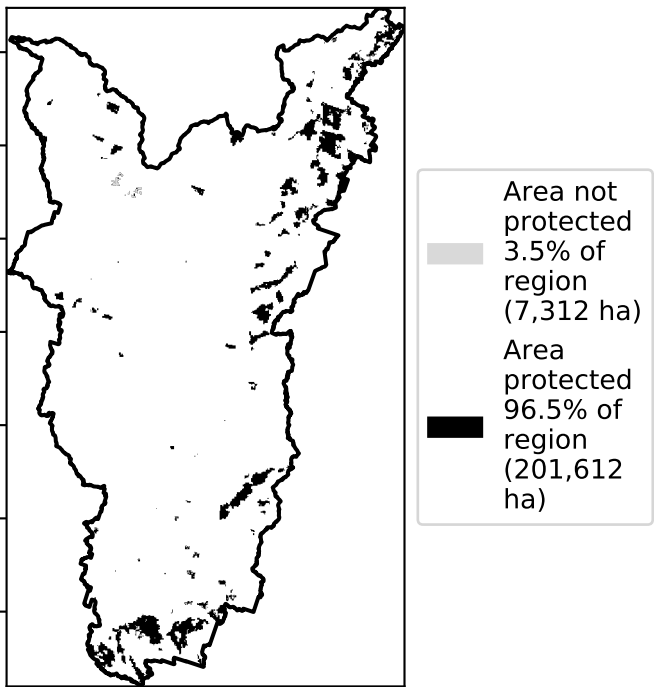 Area not
protected
3.5% of
region
(7,312 ha)
Area
protected
96.5% of
region
(201,612
ha)